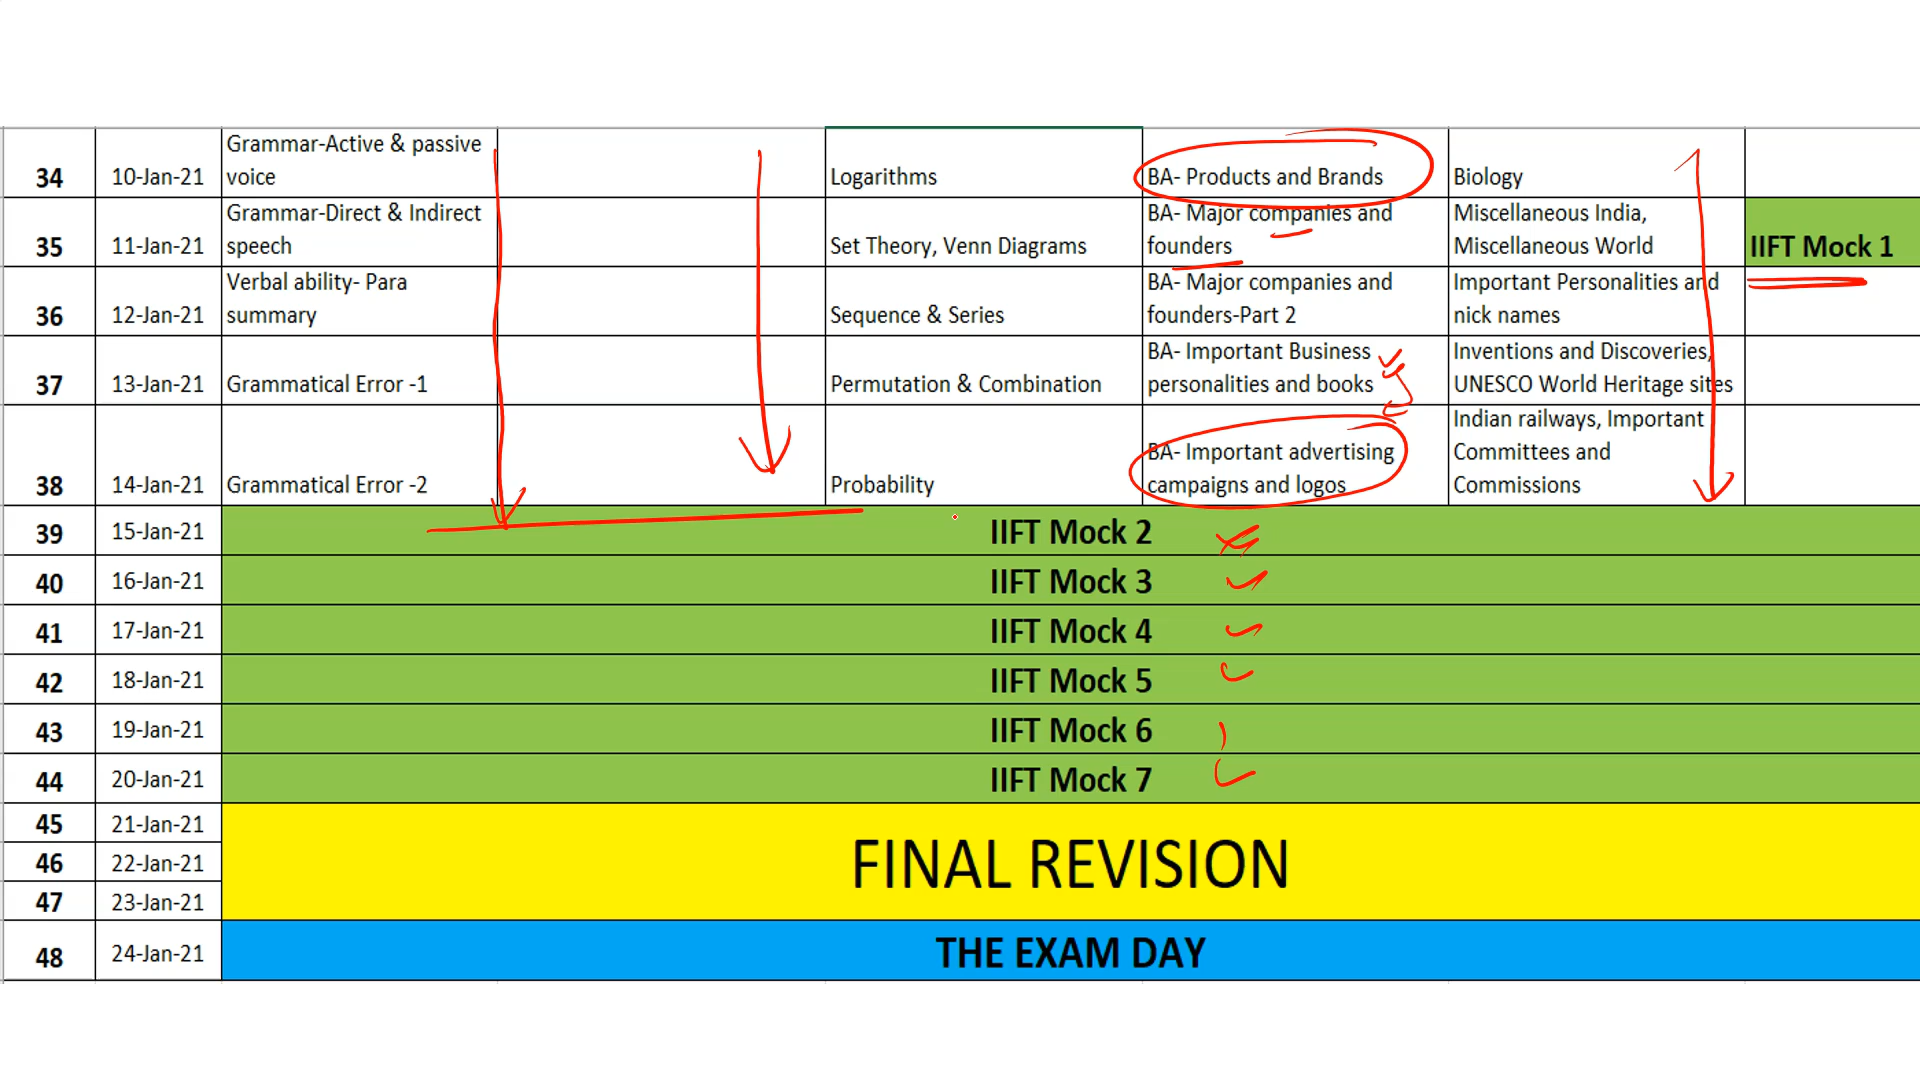 34 10-Jan-21 Grammar-Active & passive voice Logarithms BA- Products and Brands Biology
35 11-Jan-21 Grammar-Direct & Indirect speech Set Theory, Venn Diagrams BA- Major companies and founders Miscellaneous India, Miscellaneous World IIFT Mock 1
36 12-Jan-21 Verbal ability- Para summary Sequence & Series BA- Major companies and founders-Part 2 Important Personalities and nick names
37 13-Jan-21 Grammatical Error -1 Permutation & Combination BA- Important Business personalities and books Inventions and Discoveries, UNESCO World Heritage sites
38 14-Jan-21 Grammatical Error -2 Probability BA- Important advertising campaigns and logos Indian railways, Important Committees and Commissions
39 15-Jan-21 IIFT Mock 2
40 16-Jan-21 IIFT Mock 3
41 17-Jan-21 IIFT Mock 4
42 18-Jan-21 IIFT Mock 5
43 19-Jan-21 IIFT Mock 6
44 20-Jan-21 IIFT Mock 7
45 21-Jan-21
46 22-Jan-21 FINAL REVISION
47 23-Jan-21
48 24-Jan-21 THE EXAM DAY